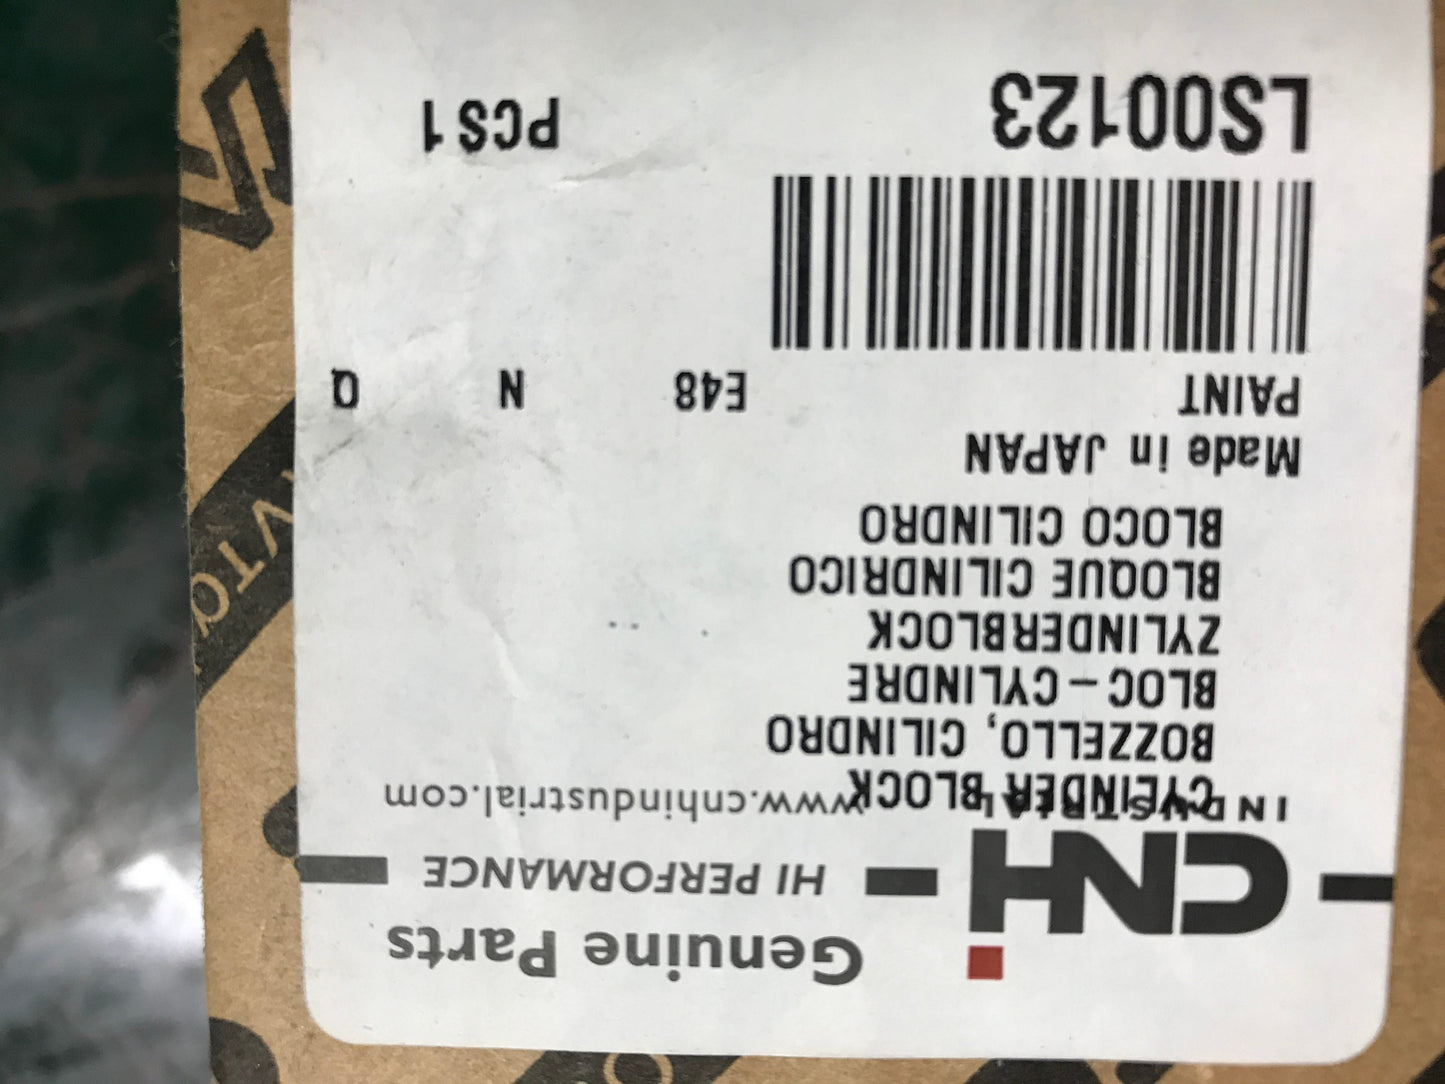 Genuine Parts
CNH
HI PERFORMANCE
INDUSTRIAL
www.cnhindustrial.com
CYLINDER BLOCK
BOZZELLO, CILINDRO
BLOC-CYLINDRE
ZYLINDERBLOCK
BLOQUE CILINDRICO
BLOCO CILINDRO
Made in JAPAN
PAINT E48 N Q
LS00123 PCS 1